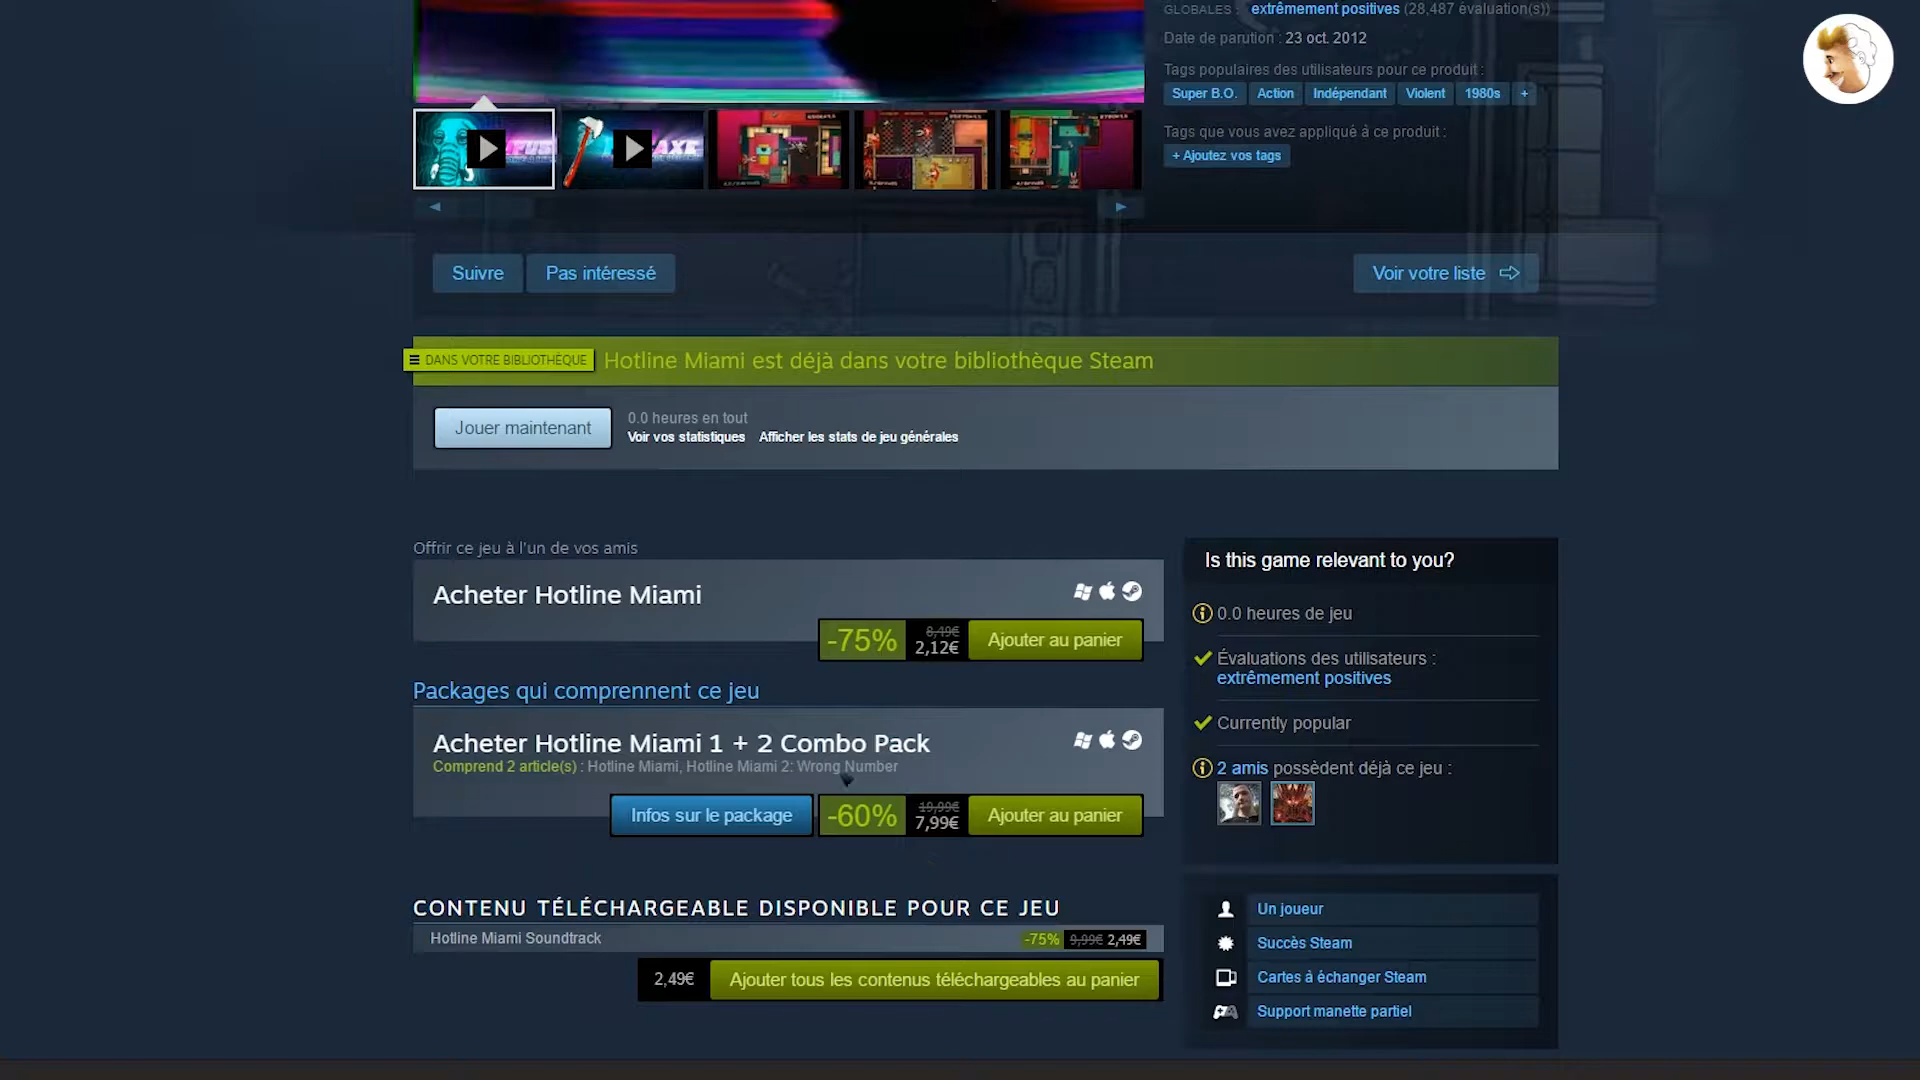 GLOBALES : extrêmement positives (28,487 évaluation(s))
Date de parution : 23 oct. 2012
Tags populaires des utilisateurs pour ce produit :
Super B.O. Action Indépendant Violent 1980s +
Tags que vous avez appliqué à ce produit :
+ Ajoutez vos tags
AXE
Suivre Pas intéressé Voir votre liste
DANS VOTRE BIBLIOTHÈQUE Hotline Miami est déjà dans votre bibliothèque Steam
Jouer maintenant
0.0 heures en tout
Voir vos statistiques Afficher les stats de jeu générales
Offrir ce jeu à l'un de vos amis
Acheter Hotline Miami
-75% 8,49€ 2,12€ Ajouter au panier
Packages qui comprennent ce jeu
Acheter Hotline Miami 1 + 2 Combo Pack
Comprend 2 article(s) : Hotline Miami, Hotline Miami 2: Wrong Number
Infos sur le package -60% 19,99€ 7,99€ Ajouter au panier
CONTENU TÉLÉCHARGEABLE DISPONIBLE POUR CE JEU
Hotline Miami Soundtrack -75% 9,99€ 2,49€
2,49€ Ajouter tous les contenus téléchargeables au panier
Is this game relevant to you?
0.0 heures de jeu
Évaluations des utilisateurs :
extrêmement positives
Currently popular
2 amis possèdent déjà ce jeu :
Un joueur
Succès Steam
Cartes à échanger Steam
Support manette partiel